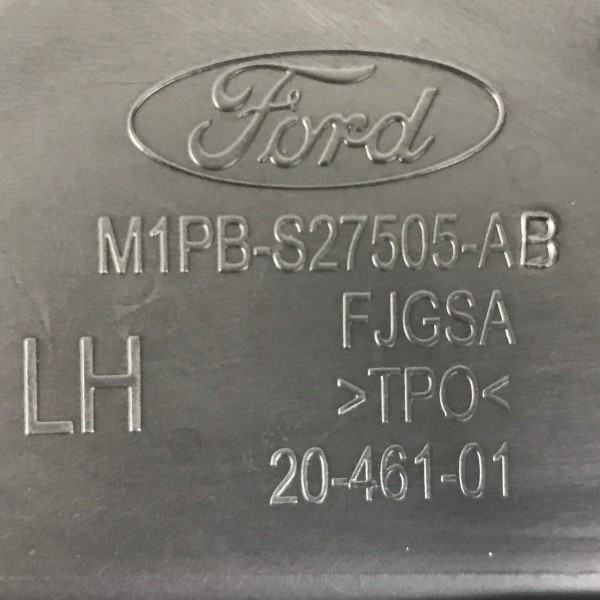 Ford
M1PB-S27505-AB
FJGSA
LH
>TPO<
20-461-01